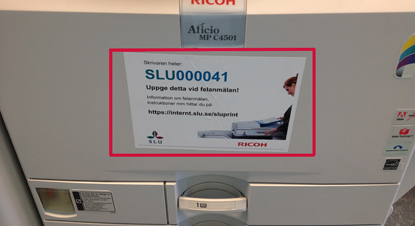 RICOH
Aficio
MP C4501
Skrivaren heter:
SLU000041
Uppge detta vid felanmälan!
Information om felanmälan,
instruktioner mm hittar du på
https://internt.slu.se/sluprint
SLU
RICOH
1